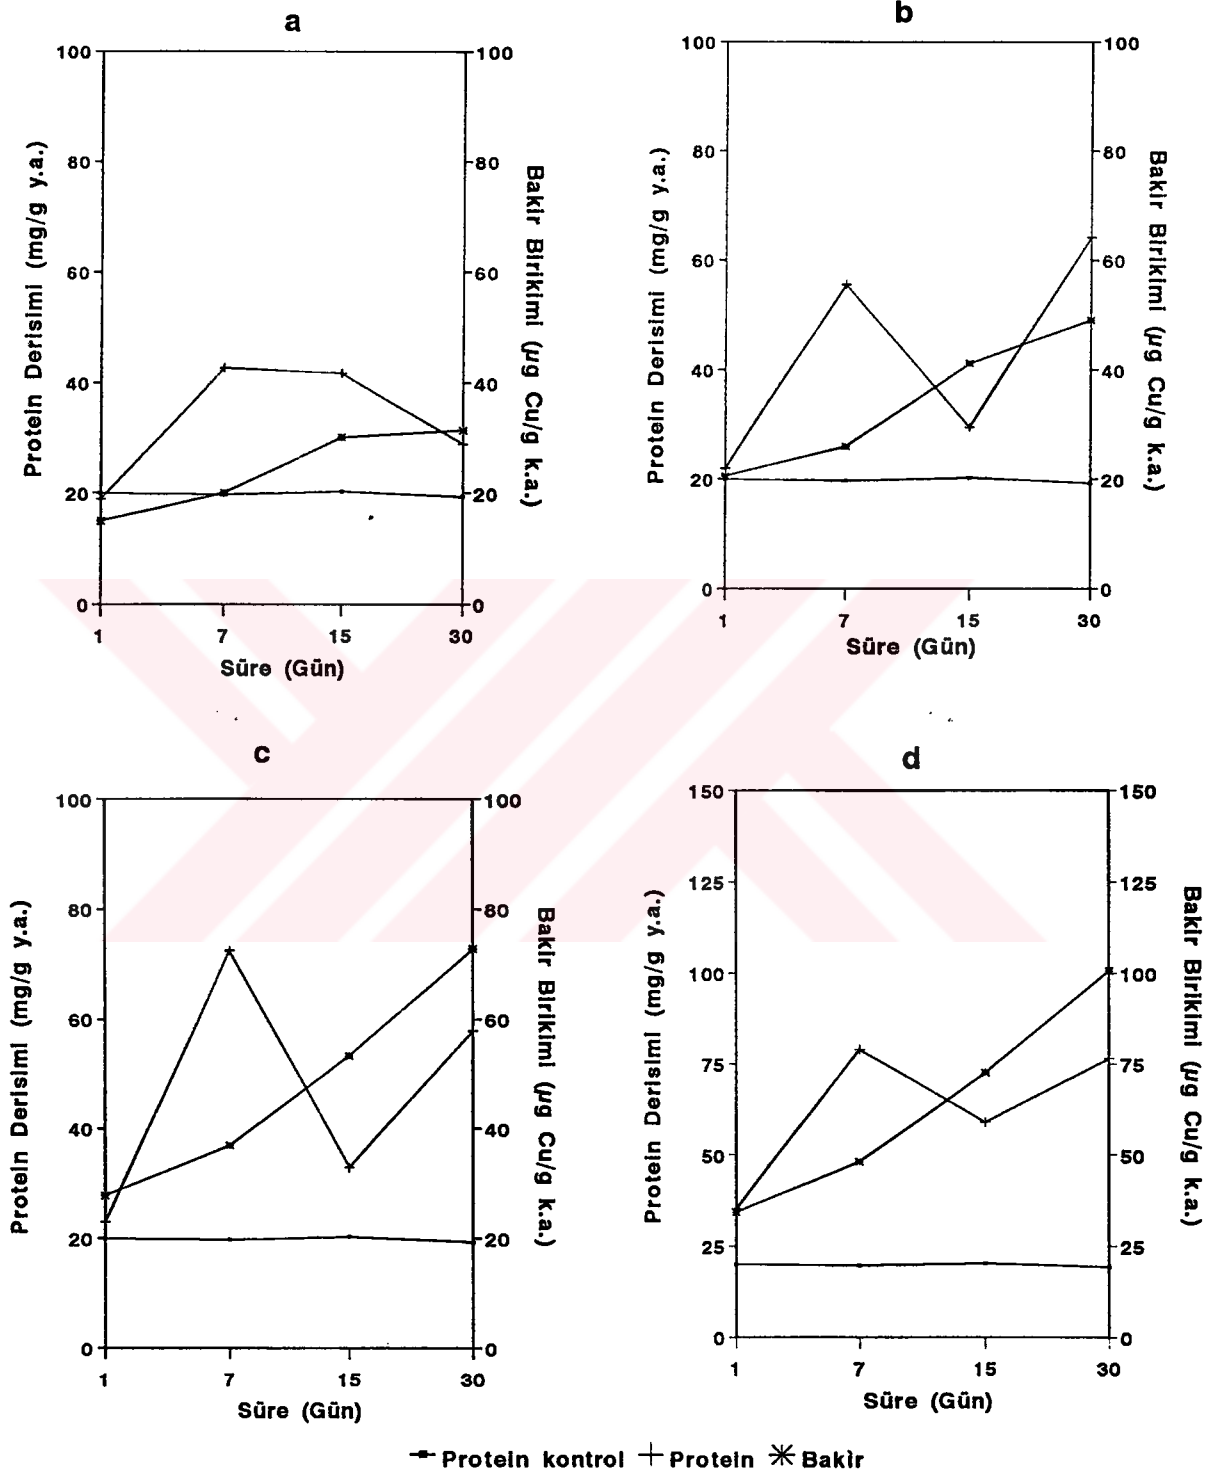 a
100
80
60
40
20
0
100
80
60
40
20
0
1 7 15 30
Süre (Gün)
Protein Derisimi (mg/g y.a.)
Bakir Birikimi (µg Cu/g k.a.)
b
100
80
60
40
20
0
100
80
60
40
20
0
1 7 15 30
Süre (Gün)
Protein Derisimi (mg/g y.a.)
Bakir Birikimi (µg Cu/g k.a.)
c
100
80
60
40
20
0
100
80
60
40
20
0
1 7 15 30
Süre (Gün)
Protein Derisimi (mg/g y.a.)
Bakir Birikimi (µg Cu/g k.a.)
d
150
125
100
75
50
25
0
150
125
100
75
50
25
0
1 7 15 30
Süre (Gün)
Protein Derisimi (mg/g y.a.)
Bakir Birikimi (µg Cu/g k.a.)
Protein kontrol Protein Bakir